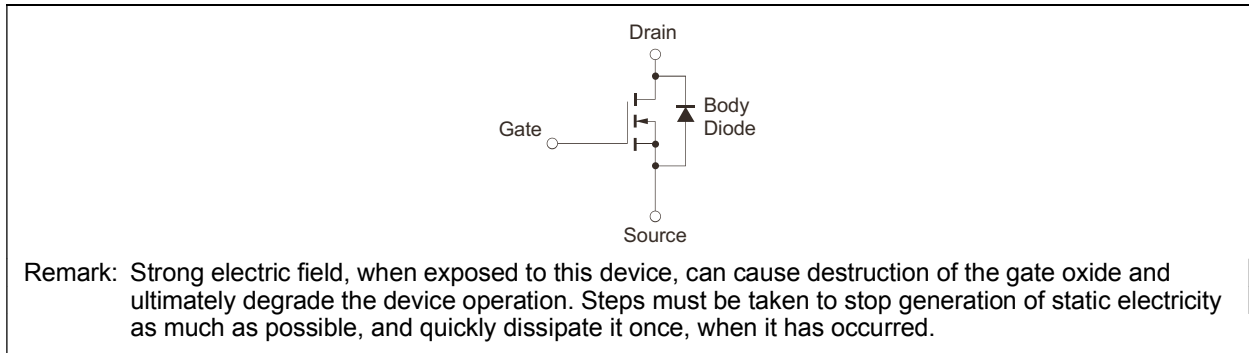 Drain
Body
Diode
Gate
Source
Remark: Strong electric field, when exposed to this device, can cause destruction of the gate oxide and
ultimately degrade the device operation. Steps must be taken to stop generation of static electricity
as much as possible, and quickly dissipate it once, when it has occurred.